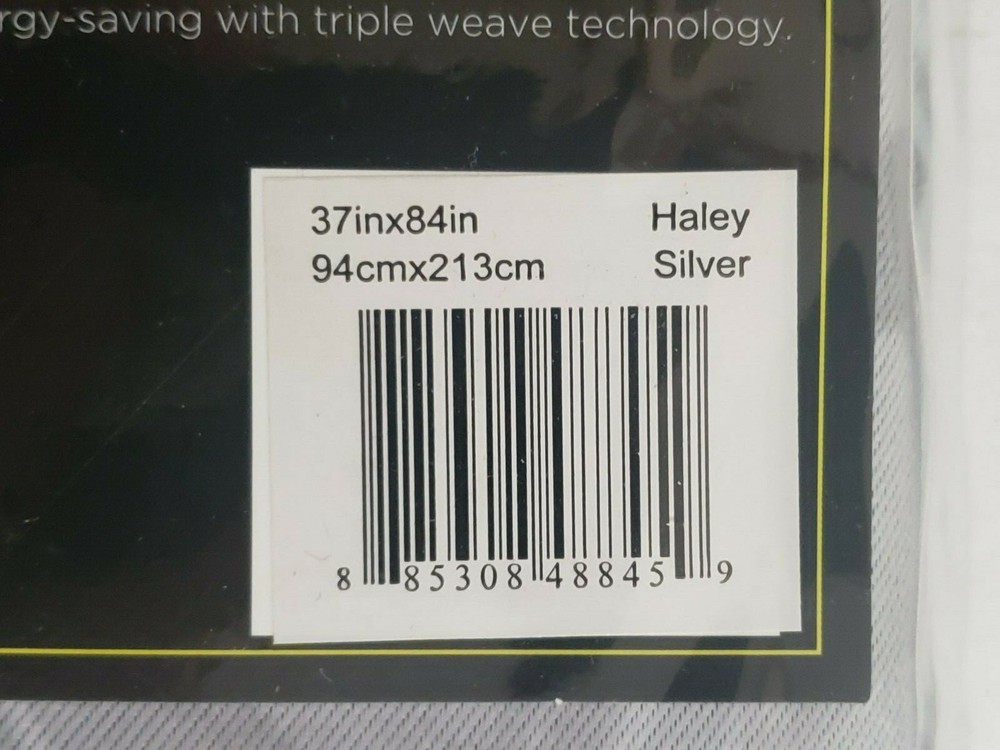 rgy-saving with triple weave technology.
37inx84in Haley
94cmx213cm Silver
8 85308 48845 9